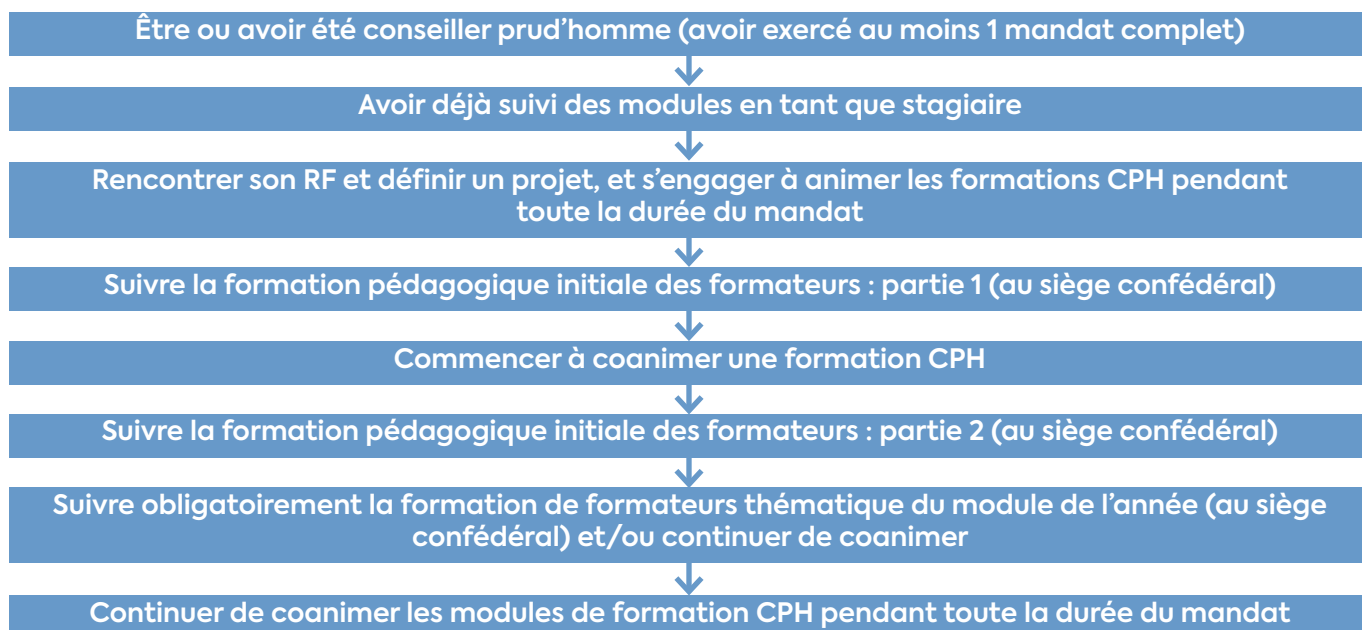 Être ou avoir été conseiller prud’homme (avoir exercé au moins 1 mandat complet)
Avoir déjà suivi des modules en tant que stagiaire
Rencontrer son RF et définir un projet, et s’engager à animer les formations CPH pendant
toute la durée du mandat
Suivre la formation pédagogique initiale des formateurs : partie 1 (au siège confédéral)
Commencer à coanimer une formation CPH
Suivre la formation pédagogique initiale des formateurs : partie 2 (au siège confédéral)
Suivre obligatoirement la formation de formateurs thématique du module de l’année (au siège
confédéral) et/ou continuer de coanimer
Continuer de coanimer les modules de formation CPH pendant toute la durée du mandat